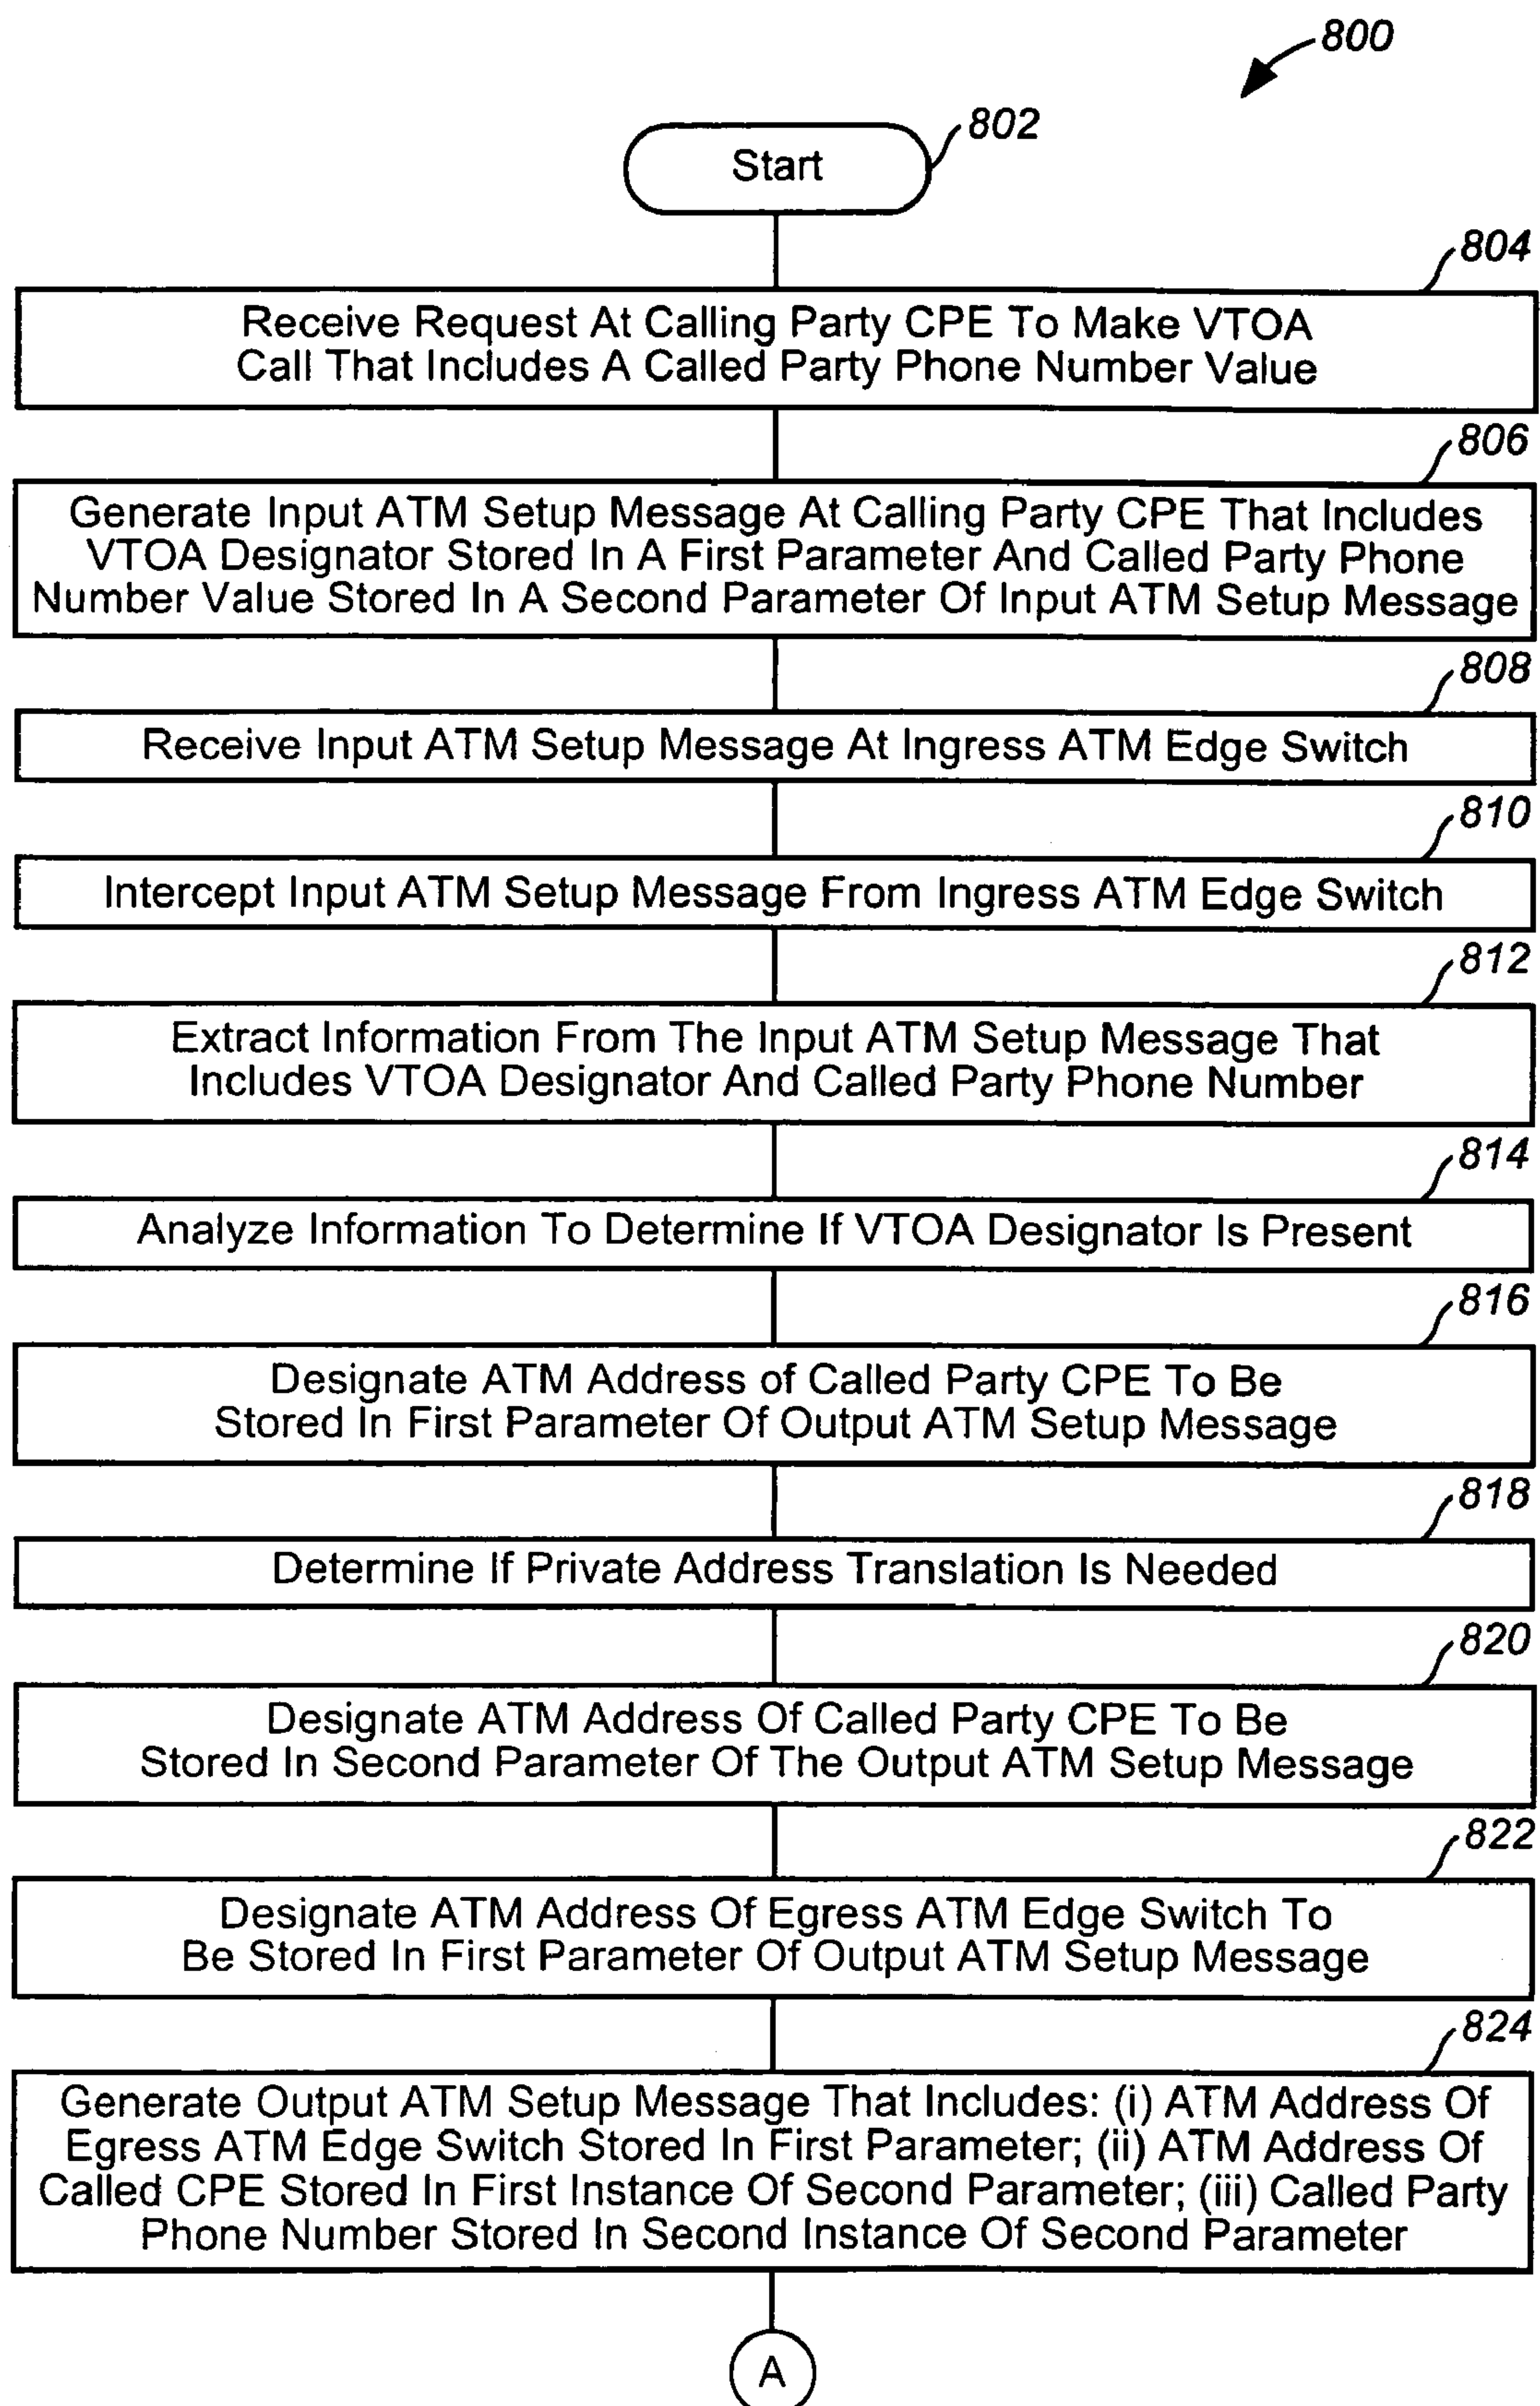 800
802
Start
804
Receive Request At Calling Party CPE To Make VTOA
Call That Includes A Called Party Phone Number Value
806
Generate Input ATM Setup Message At Calling Party CPE That Includes
VTOA Designator Stored In A First Parameter And Called Party Phone
Number Value Stored In A Second Parameter Of Input ATM Setup Message
808
Receive Input ATM Setup Message At Ingress ATM Edge Switch
810
Intercept Input ATM Setup Message From Ingress ATM Edge Switch
812
Extract Information From The Input ATM Setup Message That
Includes VTOA Designator And Called Party Phone Number
814
Analyze Information To Determine If VTOA Designator Is Present
816
Designate ATM Address of Called Party CPE To Be
Stored In First Parameter Of Output ATM Setup Message
818
Determine If Private Address Translation Is Needed
820
Designate ATM Address Of Called Party CPE To Be
Stored In Second Parameter Of The Output ATM Setup Message
822
Designate ATM Address Of Egress ATM Edge Switch To
Be Stored In First Parameter Of Output ATM Setup Message
824
Generate Output ATM Setup Message That Includes: (i) ATM Address Of
Egress ATM Edge Switch Stored In First Parameter; (ii) ATM Address Of
Called CPE Stored In First Instance Of Second Parameter; (iii) Called Party
Phone Number Stored In Second Instance Of Second Parameter
A